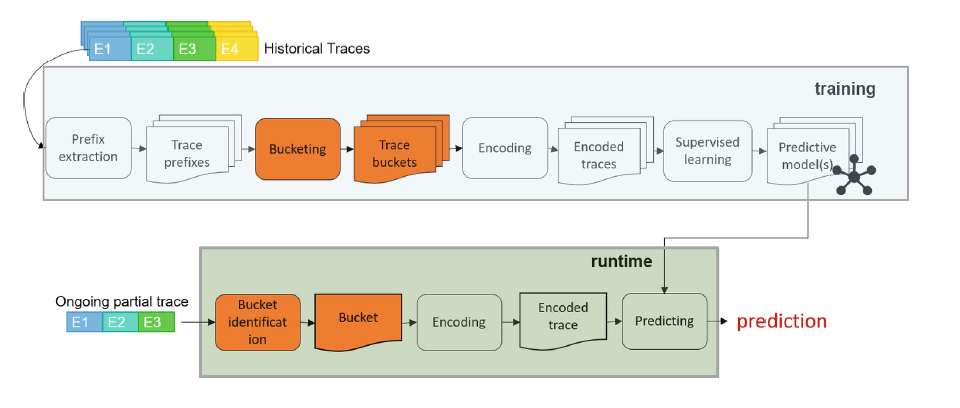 E1 E2 E3 E4
Historical Traces
training
Prefix
extraction
Trace
prefixes
Bucketing
Trace
buckets
Encoding
Encoded
traces
Supervised
learning
Predictive
model(s)
runtime
Ongoing partial trace
E1 E2 E3
Bucket
identificat
ion
Bucket
Encoding
Encoded
trace
Predicting
prediction